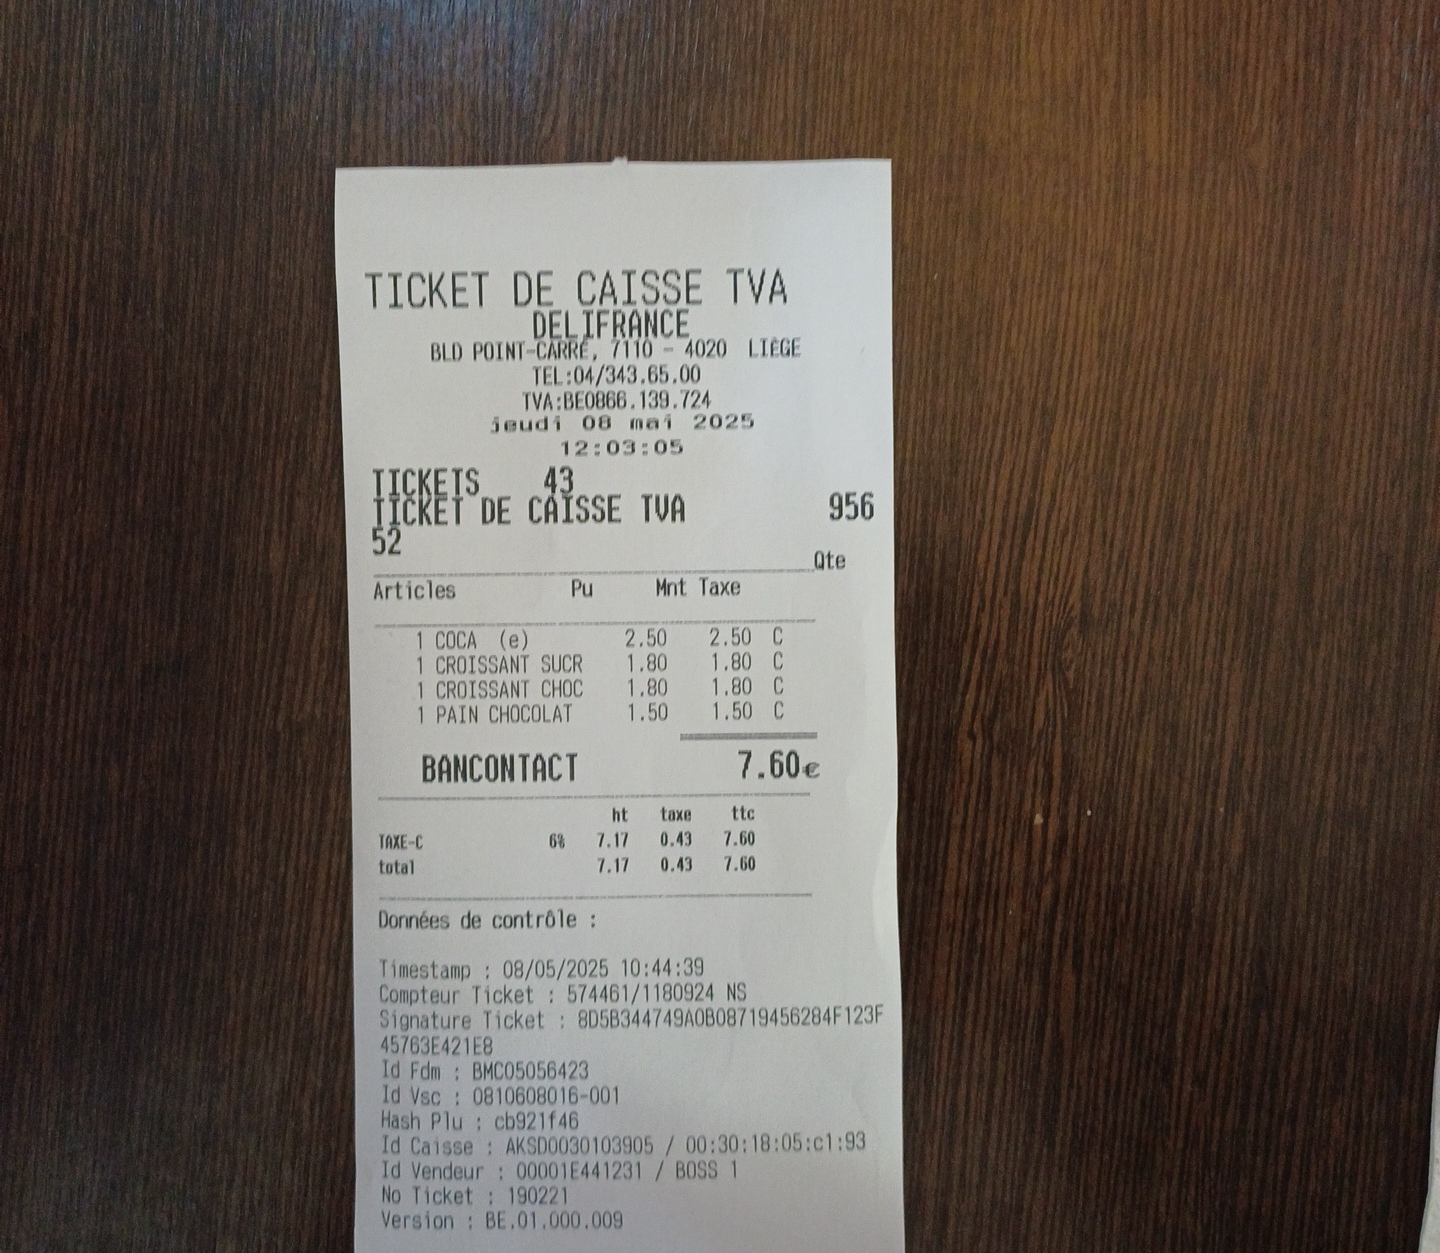 TICKET DE CAISSE TVA
DELIFRANCE
BLD POINT-CARRÉ, 7110 - 4020 LIÈGE
TEL:04/343.65.00
TVA:BE0866.139.724
jeudi 08 mai 2025
12:03:05
TICKETS 43
TICKET DE CAISSE TVA 956
52
Qte
Articles Pu Mnt Taxe
1 COCA (e) 2.50 2.50 C
1 CROISSANT SUCR 1.80 1.80 C
1 CROISSANT CHOC 1.80 1.80 C
1 PAIN CHOCOLAT 1.50 1.50 C
BANCONTACT 7.60€
ht taxe ttc
TAXE-C 6% 7.17 0.43 7.60
total 7.17 0.43 7.60
Données de contrôle :
Timestamp : 08/05/2025 10:44:39
Compteur Ticket : 574461/1180924 NS
Signature Ticket : 8D5B344749A0B08719456284F123F
45763E421E8
Id Fdm : BMC05056423
Id Vsc : 0810608016-001
Hash Plu : cb921f46
Id Caisse : AKSD0030103905 / 00:30:18:05:c1:93
Id Vendeur : 00001E441231 / BOSS 1
No Ticket : 190221
Version : BE.01.000.009